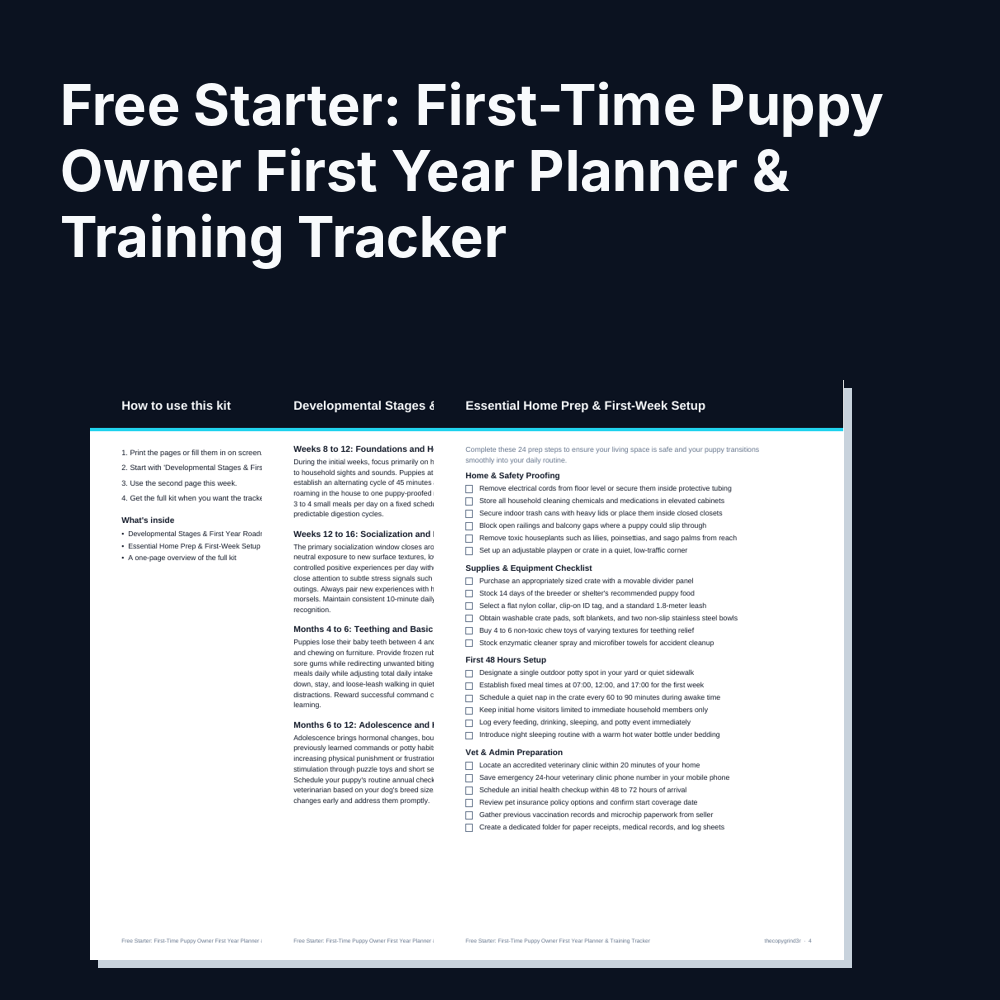 Free Starter: First-Time Puppy
Owner First Year Planner &
Training Tracker
How to use this kit
1. Print the pages or fill them in on screen.
2. Start with 'Developmental Stages & Firs
3. Use the second page this week.
4. Get the full kit when you want the tracke
What's inside
• Developmental Stages & First Year Roadm
• Essential Home Prep & First-Week Setup
• A one-page overview of the full kit
Free Starter: First-Time Puppy Owner First Year Planner
Developmental Stages &
Weeks 8 to 12: Foundations and H
During the initial weeks, focus primarily on h
to household sights and sounds. Puppies at
establish an alternating cycle of 45 minutes
roaming in the house to one puppy-proofed
3 to 4 small meals per day on a fixed schedu
predictable digestion cycles.
Weeks 12 to 16: Socialization and
The primary socialization window closes aro
neutral exposure to new surface textures, lo
controlled positive experiences per day with
close attention to subtle stress signals such
outings. Always pair new experiences with h
morsels. Maintain consistent 10-minute daily
recognition.
Months 4 to 6: Teething and Basic
Puppies lose their baby teeth between 4 and
and chewing on furniture. Provide frozen rub
sore gums while redirecting unwanted biting
meals daily while adjusting total daily intake
down, stay, and loose-leash walking in quiet
distractions. Reward successful command c
learning.
Months 6 to 12: Adolescence and
Adolescence brings hormonal changes, bou
previously learned commands or potty habit
increasing physical punishment or frustration
stimulation through puzzle toys and short se
Schedule your puppy's routine annual check
veterinarian based on your dog's breed size
changes early and address them promptly.
Free Starter: First-Time Puppy Owner First Year Planner
Essential Home Prep & First-Week Setup
Complete these 24 prep steps to ensure your living space is safe and your puppy transitions
smoothly into your daily routine.
Home & Safety Proofing
Remove electrical cords from floor level or secure them inside protective tubing
Store all household cleaning chemicals and medications in elevated cabinets
Secure indoor trash cans with heavy lids or place them inside closed closets
Block open railings and balcony gaps where a puppy could slip through
Remove toxic houseplants such as lilies, poinsettias, and sago palms from reach
Set up an adjustable playpen or crate in a quiet, low-traffic corner
Supplies & Equipment Checklist
Purchase an appropriately sized crate with a movable divider panel
Stock 14 days of the breeder or shelter's recommended puppy food
Select a flat nylon collar, clip-on ID tag, and a standard 1.8-meter leash
Obtain washable crate pads, soft blankets, and two non-slip stainless steel bowls
Buy 4 to 6 non-toxic chew toys of varying textures for teething relief
Stock enzymatic cleaner spray and microfiber towels for accident cleanup
First 48 Hours Setup
Designate a single outdoor potty spot in your yard or quiet sidewalk
Establish fixed meal times at 07:00, 12:00, and 17:00 for the first week
Schedule a quiet nap in the crate every 60 to 90 minutes during awake time
Keep initial home visitors limited to immediate household members only
Log every feeding, drinking, sleeping, and potty event immediately
Introduce night sleeping routine with a warm hot water bottle under bedding
Vet & Admin Preparation
Locate an accredited veterinary clinic within 20 minutes of your home
Save emergency 24-hour veterinary clinic phone number in your mobile phone
Schedule an initial health checkup within 48 to 72 hours of arrival
Review pet insurance policy options and confirm start coverage date
Gather previous vaccination records and microchip paperwork from seller
Create a dedicated folder for paper receipts, medical records, and log sheets
Free Starter: First-Time Puppy Owner First Year Planner & Training Tracker
thecopygrind3r · 4